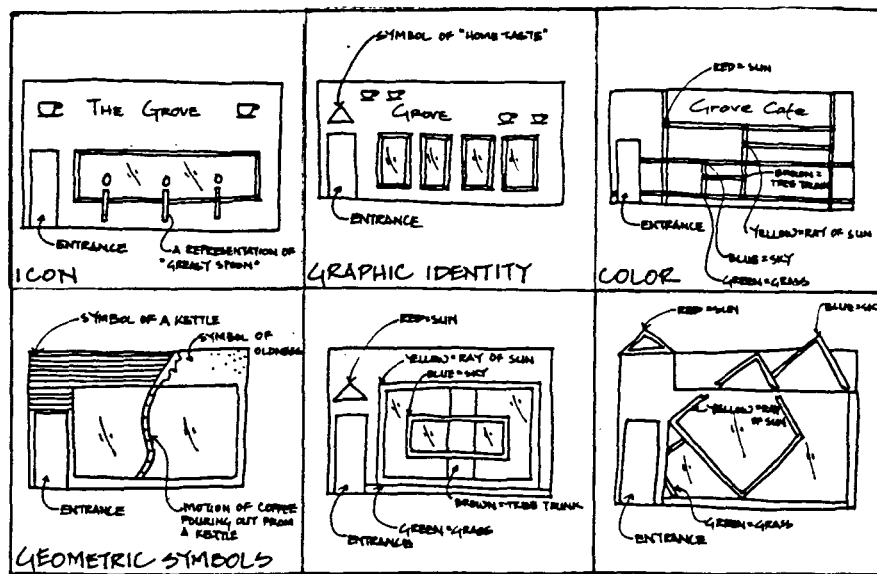 SYMBOL OF "HOME TASTE"
THE GROVE
ENTRANCE
A REPRESENTATION OF
"GREASY SPOON"
ICON
GROVE
ENTRANCE
GRAPHIC IDENTITY
RED=SUN
Grove Cafe
BROWN=
TREE TRUNK
ENTRANCE
YELLOW=RAY OF SUN
BLUE=SKY
GREEN=GRASS
COLOR
SYMBOL OF A KETTLE
SYMBOL OF
OLDNESS
ENTRANCE
MOTION OF COFFEE
POURING OUT FROM
A KETTLE
GEOMETRIC SYMBOLS
RED=SUN
YELLOW=RAY OF SUN
BLUE=SKY
BROWN=TREE TRUNK
GREEN=GRASS
ENTRANCE
RED=SUN
BLUE=SK
YELLOW=RAY
OF SUN
GREEN=GRASS
ENTRANCE